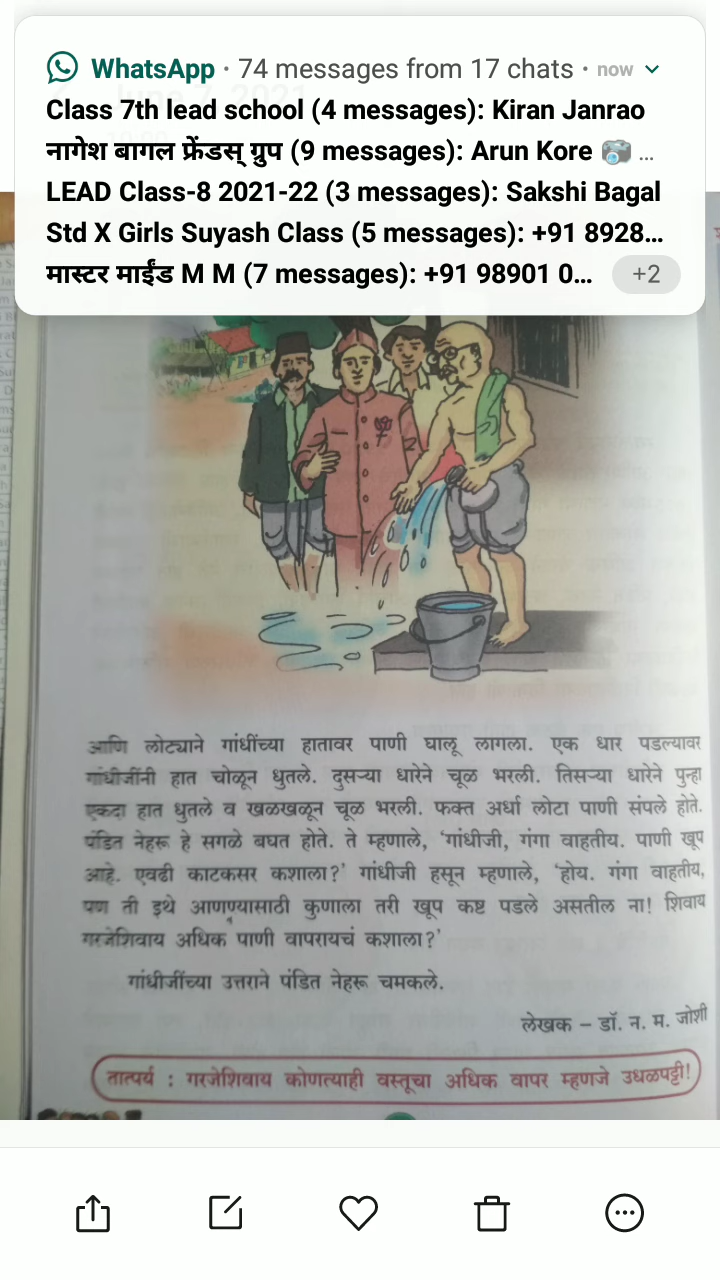 WhatsApp · 74 messages from 17 chats · now
Class 7th lead school (4 messages): Kiran Janrao
नागेश बागल फ्रेंडस् ग्रुप (9 messages): Arun Kore 📷 ...
LEAD Class-8 2021-22 (3 messages): Sakshi Bagal
Std X Girls Suyash Class (5 messages): +91 8928...
मास्टर माईंड M M (7 messages): +91 98901 0... +2
आणि लोट्याने गांधींच्या हातावर पाणी घालू लागला. एक धार पडल्यावर
गांधीजींनी हात चोळून धुतले. दुसऱ्या धारेने चूळ भरली. तिसऱ्या धारेने पुन्हा
एकदा हात धुतले व खळखळून चूळ भरली. फक्त अर्धा लोटा पाणी संपले होते.
पंडित नेहरू हे सगळे बघत होते. ते म्हणाले, ‘गांधीजी, गंगा वाहतीय. पाणी खूप
आहे. एवढी काटकसर कशाला?’ गांधीजी हसून म्हणाले, ‘होय. गंगा वाहतीय,
पण ती इथे आणण्यासाठी कुणाला तरी खूप कष्ट पडले असतील ना! शिवाय
गरजेशिवाय अधिक पाणी वापरायचं कशाला?’
गांधीजींच्या उत्तराने पंडित नेहरू चमकले.
लेखक – डॉ. न. म. जोशी
तात्पर्य : गरजेशिवाय कोणत्याही वस्तूचा अधिक वापर म्हणजे उधळपट्टी!